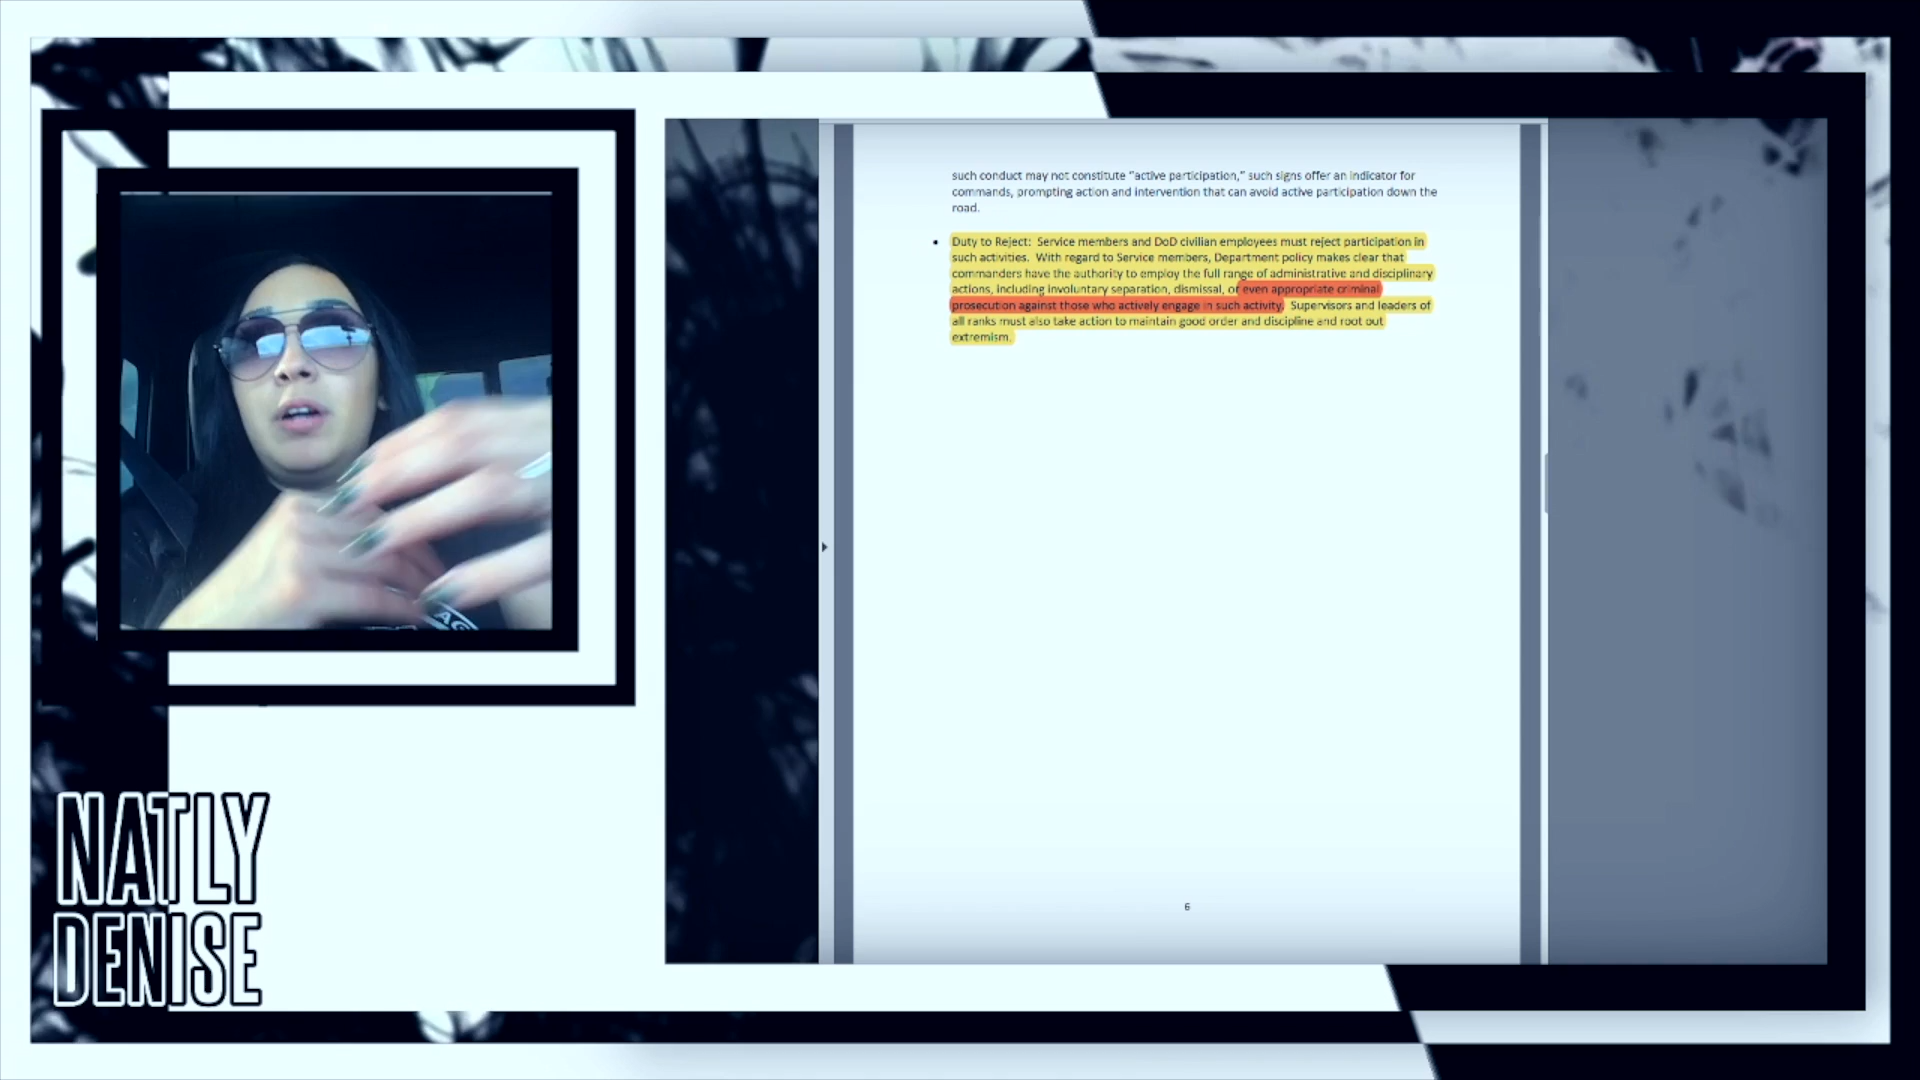 such conduct may not constitute "active participation," such signs offer an indicator for
commands, prompting action and intervention that can avoid active participation down the
road.
• Duty to Reject: Service members and DoD civilian employees must reject participation in
such activities. With regard to Service members, Department policy makes clear that
commanders have the authority to employ the full range of administrative and disciplinary
actions, including involuntary separation, dismissal, or even appropriate criminal
prosecution against those who actively engage in such activity. Supervisors and leaders of
all ranks must also take action to maintain good order and discipline and root out
extremism.
6
AG
NATLY
DENISE